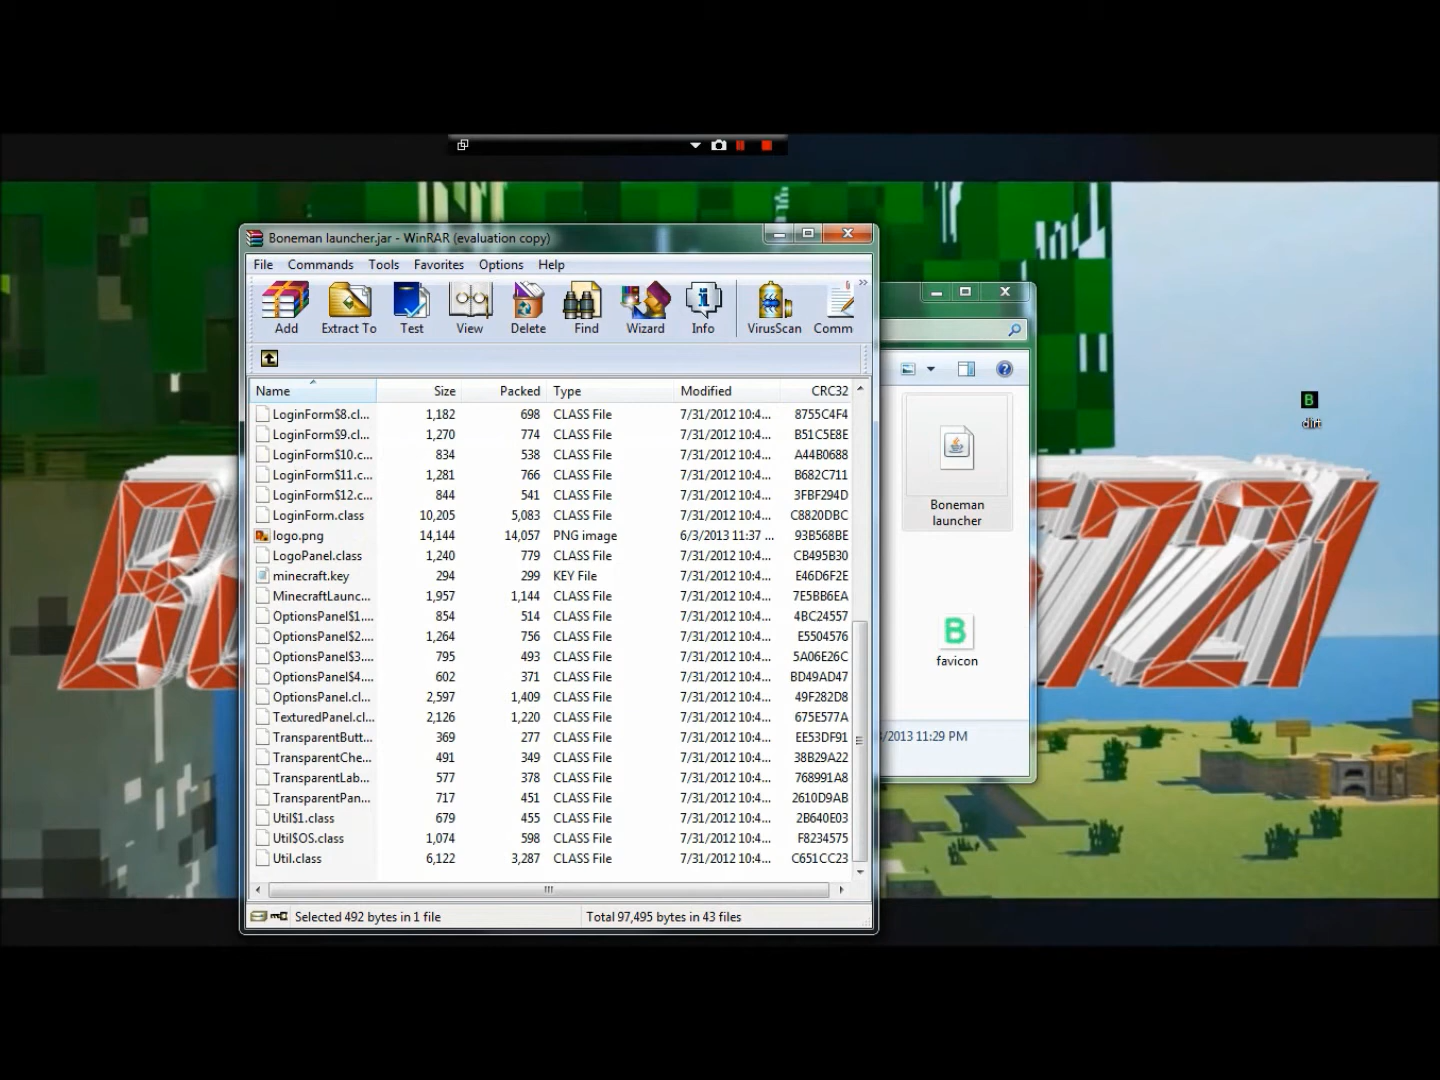 Boneman launcher.jar - WinRAR (evaluation copy)
File Commands Tools Favorites Options Help
Add Extract To Test View Delete Find Wizard Info VirusScan Comm
Name Size Packed Type Modified CRC32
LoginForm$8.cl... 1,182 698 CLASS File 7/31/2012 10:4... 8755C4F4
LoginForm$9.cl... 1,270 774 CLASS File 7/31/2012 10:4... B51C5E8E
LoginForm$10.c... 834 538 CLASS File 7/31/2012 10:4... A44B0688
LoginForm$11.c... 1,281 766 CLASS File 7/31/2012 10:4... B682C711
LoginForm$12.c... 844 541 CLASS File 7/31/2012 10:4... 3FBF294D
LoginForm.class 10,205 5,083 CLASS File 7/31/2012 10:4... C8820DBC
logo.png 14,144 14,057 PNG image 6/3/2013 11:37 ... 93B568BE
LogoPanel.class 1,240 779 CLASS File 7/31/2012 10:4... CB495B30
minecraft.key 294 299 KEY File 7/31/2012 10:4... E46D6F2E
MinecraftLaunc... 1,957 1,144 CLASS File 7/31/2012 10:4... 7E5BB6EA
OptionsPanel$1.... 854 514 CLASS File 7/31/2012 10:4... 4BC24557
OptionsPanel$2.... 1,264 756 CLASS File 7/31/2012 10:4... E5504576
OptionsPanel$3.... 795 493 CLASS File 7/31/2012 10:4... 5A06E26C
OptionsPanel$4.... 602 371 CLASS File 7/31/2012 10:4... BD49AD47
OptionsPanel.cl... 2,597 1,409 CLASS File 7/31/2012 10:4... 49F282D8
TexturedPanel.cl... 2,126 1,220 CLASS File 7/31/2012 10:4... 675E577A
TransparentButt... 369 277 CLASS File 7/31/2012 10:4... EE53DF91
TransparentChe... 491 349 CLASS File 7/31/2012 10:4... 38B29A22
TransparentLab... 577 378 CLASS File 7/31/2012 10:4... 768991A8
TransparentPan... 717 451 CLASS File 7/31/2012 10:4... 2610D9AB
Util$1.class 679 455 CLASS File 7/31/2012 10:4... 2B640E03
Util$OS.class 1,074 598 CLASS File 7/31/2012 10:4... F8234575
Util.class 6,122 3,287 CLASS File 7/31/2012 10:4... C651CC23
Selected 492 bytes in 1 file Total 97,495 bytes in 43 files
Boneman
launcher
B
favicon
/2013 11:29 PM
B
diri